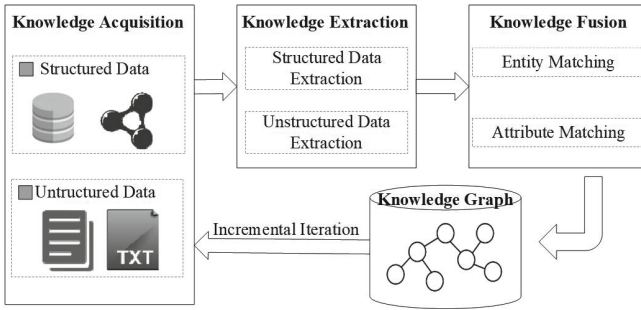 Knowledge Acquisition
Structured Data
Untructured Data
TXT
Knowledge Extraction
Structured Data
Extraction
Unstructured Data
Extraction
Knowledge Fusion
Entity Matching
Attribute Matching
Knowledge Graph
Incremental Iteration